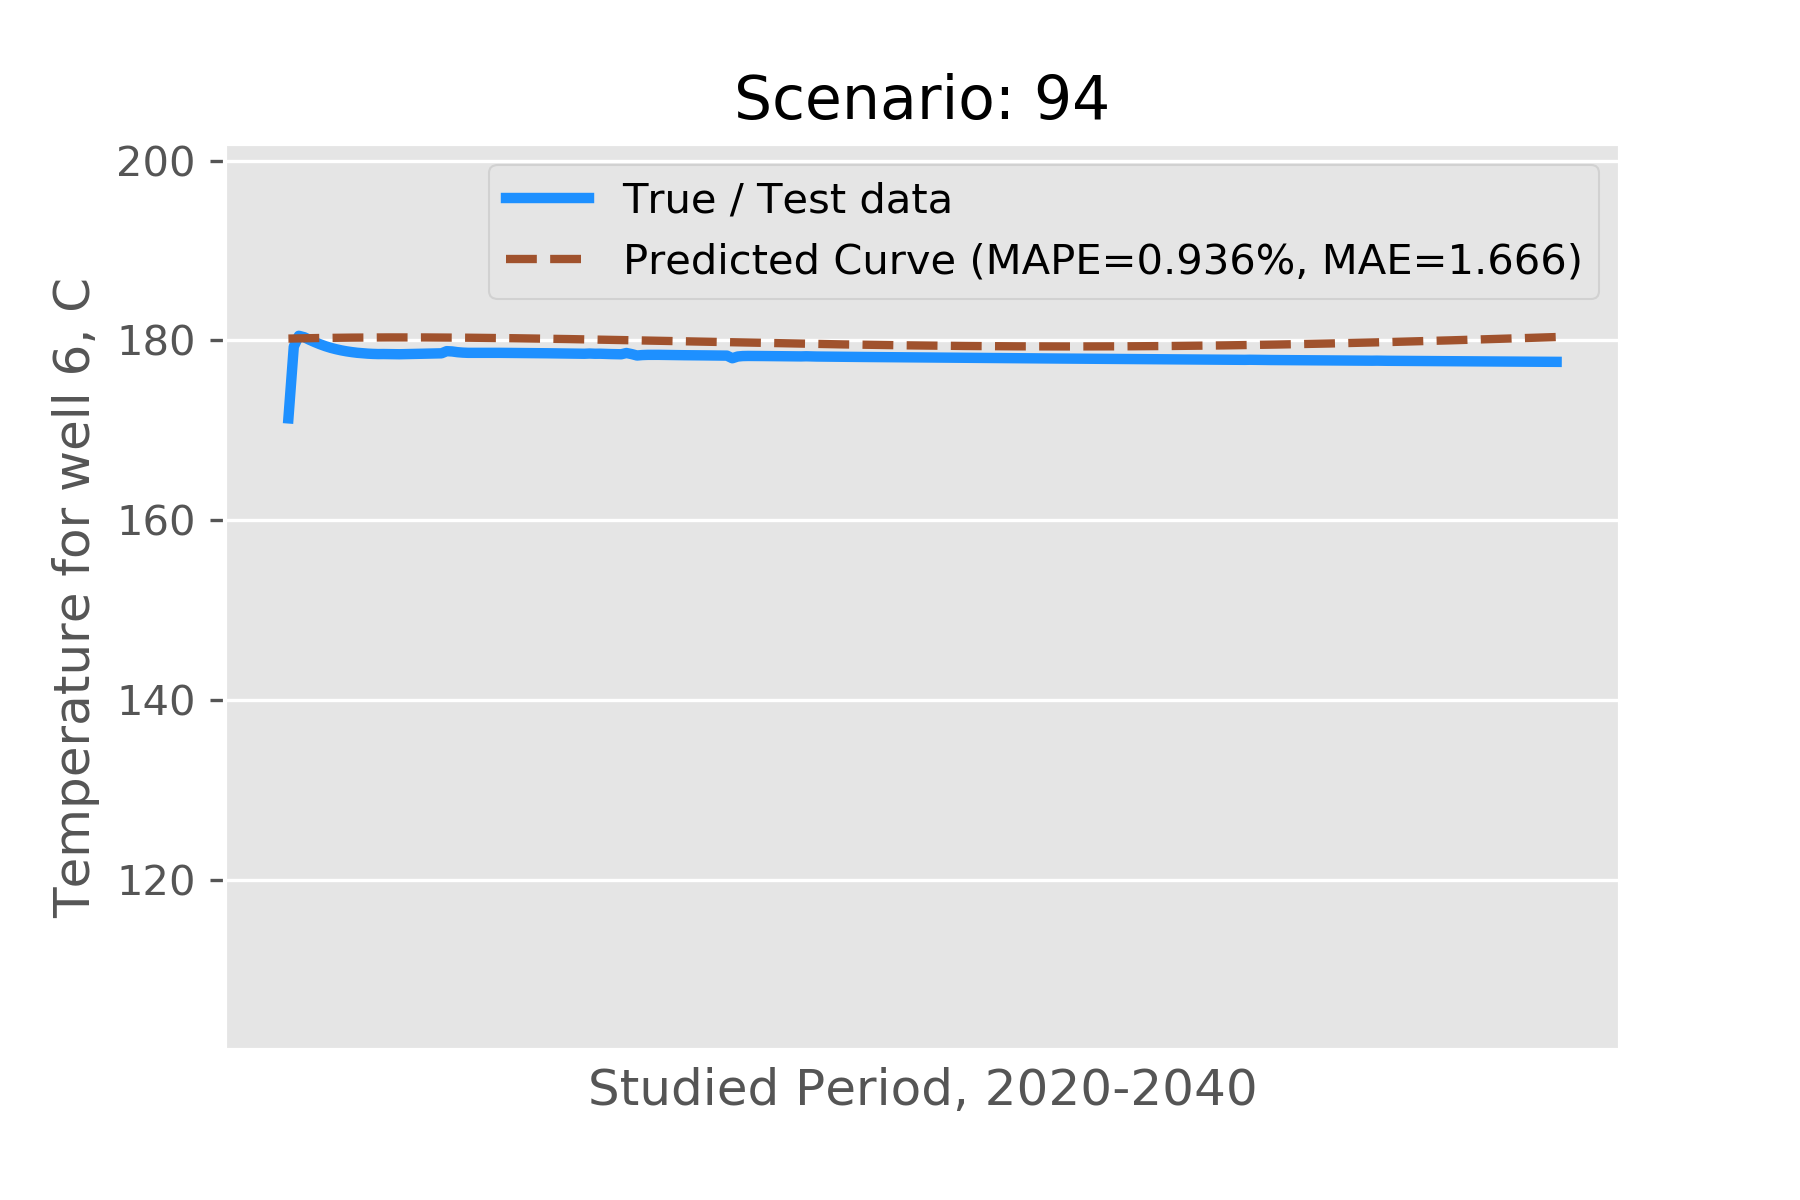 Scenario: 94
200
180
160
140
120
True / Test data
Predicted Curve (MAPE=0.936%, MAE=1.666)
Temperature for well 6, C
Studied Period, 2020-2040